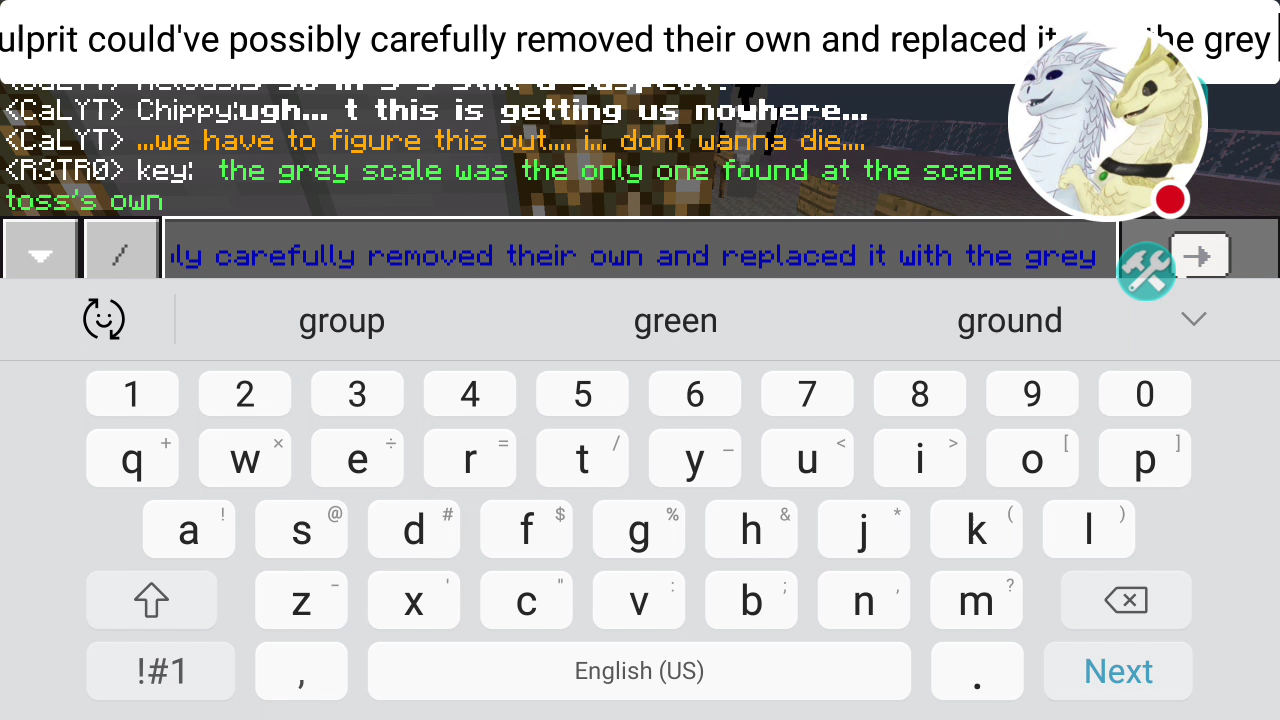 ulprit could've possibly carefully removed their own and replaced it the grey
<CaLYT> Chippy:ugh... t this is getting us nowhere...
<CaLYT> ...we have to figure this out.... i... dont wanna die....
<R3TR0> key: the grey scale was the only one found at the scene
toss's own
/
ly carefully removed their own and replaced it with the grey
group green ground
1 2 3 4 5 6 7 8 9 0
q + w × e ÷ r = t / y _ u < i > o [ p ]
a ! s @ d # f $ g % h & j * k ( l )
z - x ' c " v : b ; n , m ?
!#1 , English (US) . Next